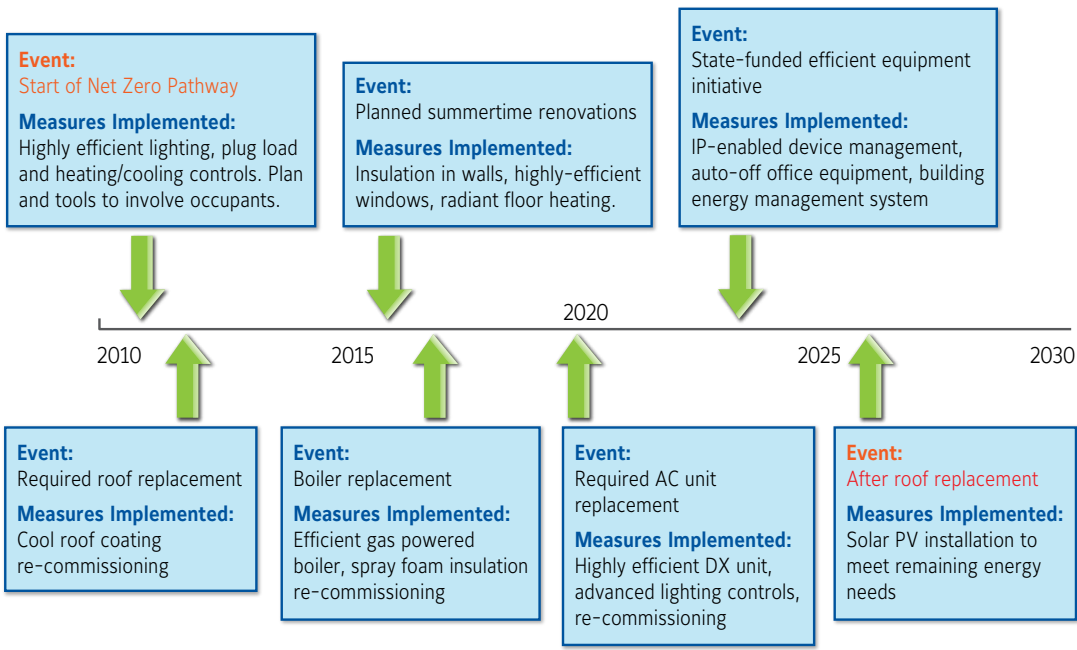 Event:
Start of Net Zero Pathway
Measures Implemented:
Highly efficient lighting, plug load
and heating/cooling controls. Plan
and tools to involve occupants.
Event:
Planned summertime renovations
Measures Implemented:
Insulation in walls, highly-efficient
windows, radiant floor heating.
Event:
State-funded efficient equipment
initiative
Measures Implemented:
IP-enabled device management,
auto-off office equipment, building
energy management system
2020
2010
2015
2025
2030
Event:
Required roof replacement
Measures Implemented:
Cool roof coating
re-commissioning
Event:
Boiler replacement
Measures Implemented:
Efficient gas powered
boiler, spray foam insulation
re-commissioning
Event:
Required AC unit
replacement
Measures Implemented:
Highly efficient DX unit,
advanced lighting controls,
re-commissioning
Event:
After roof replacement
Measures Implemented:
Solar PV installation to
meet remaining energy
needs